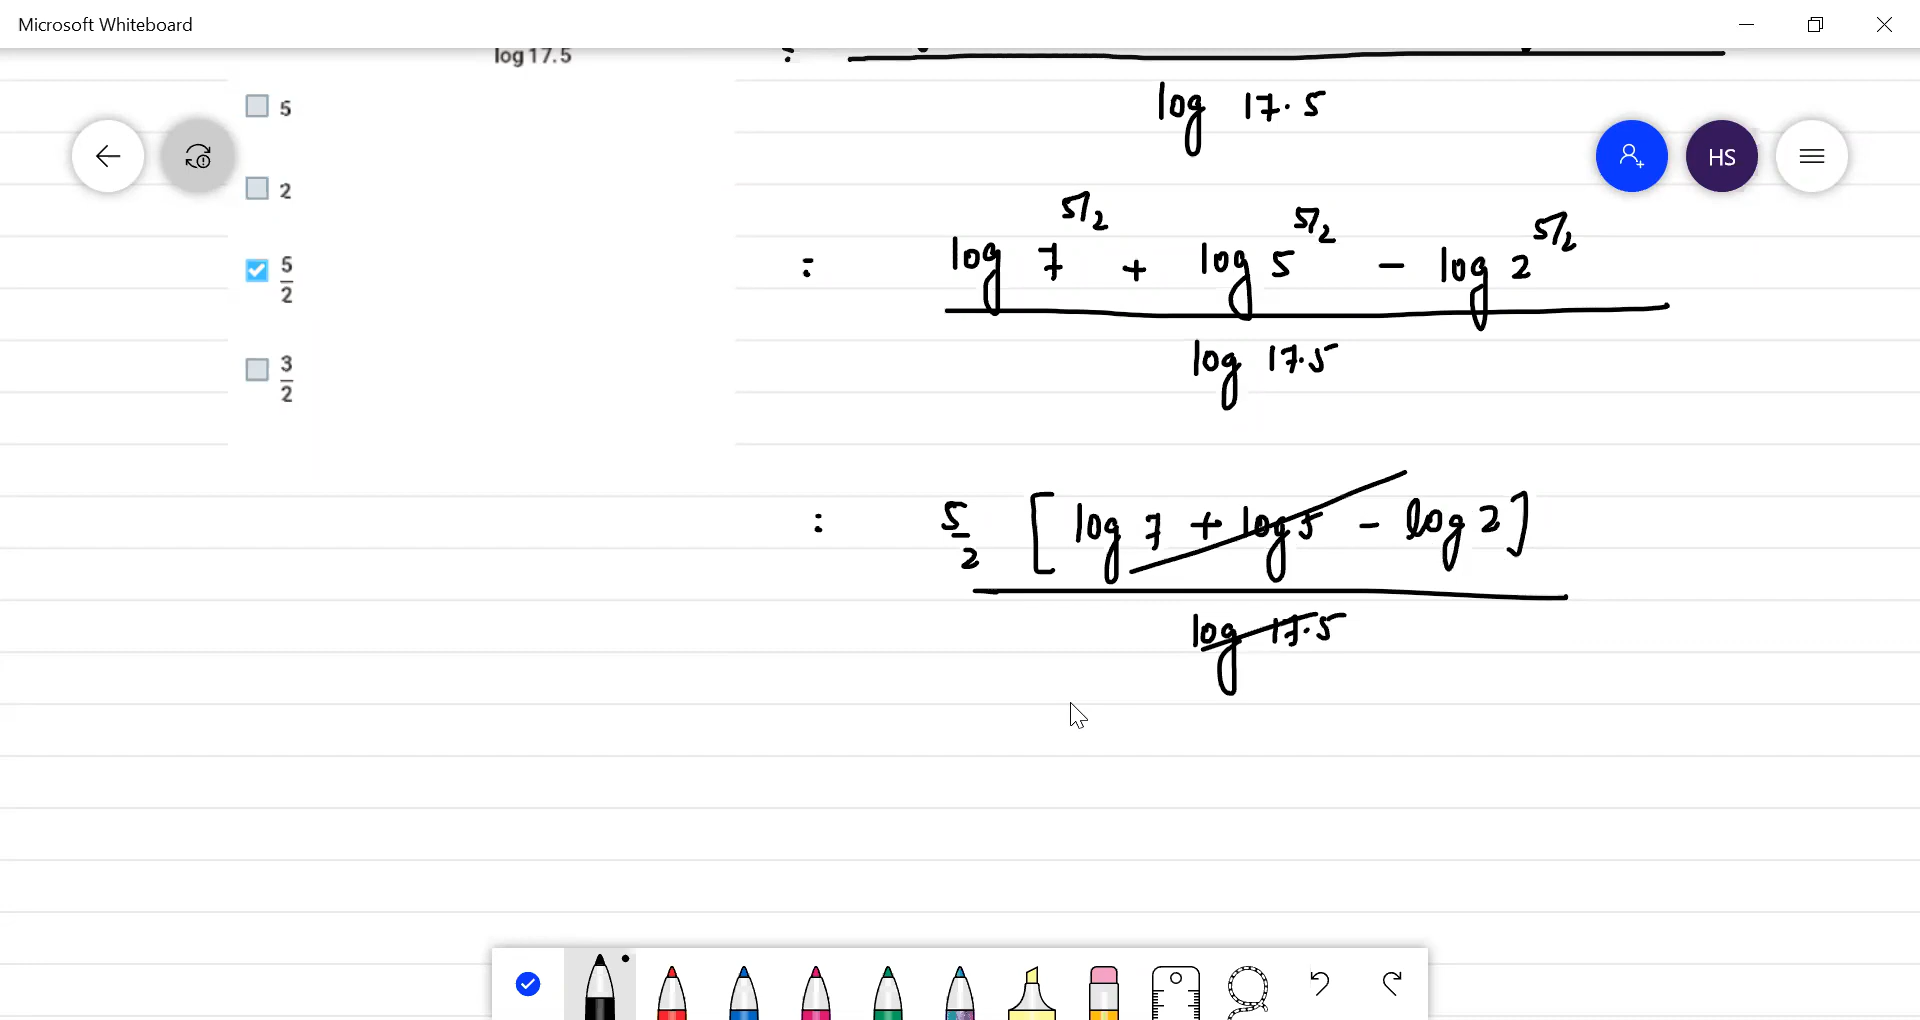 Microsoft Whiteboard
log 17.5
5
2
5/2
3/2
:
log 17.5
HS
: log 7^5/2 + log 5^5/2 - log 2^5/2
log 17.5
: 5/2 [log 7 + log 5 - log 2]
log 17.5